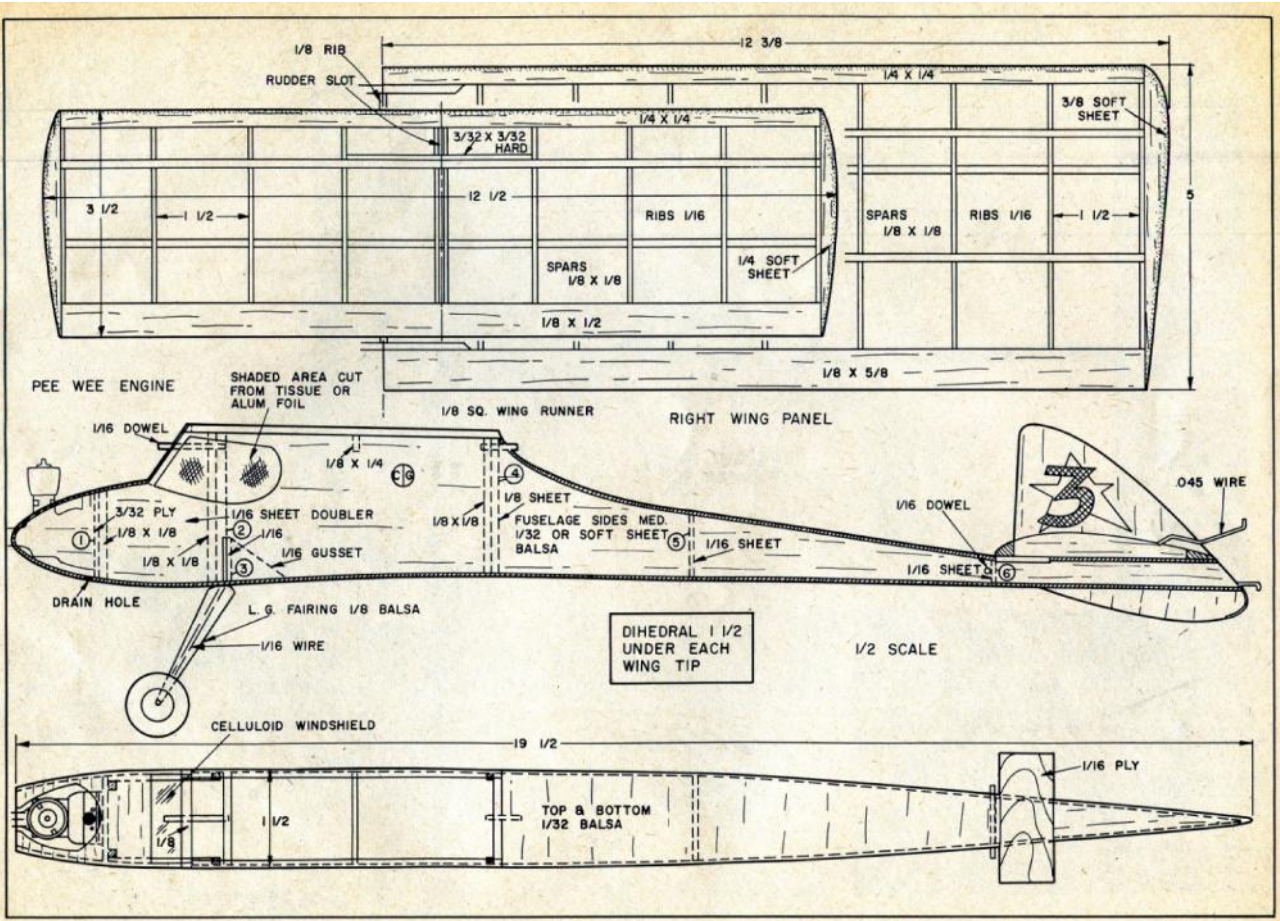 12 3/8
1/8 RIB
RUDDER SLOT
1/4 X 1/4
3/8 SOFT
SHEET
1/4 X 1/4
3/32 X 3/32
HARD
12 1/2
3 1/2
1 1/2
RIBS 1/16
SPARS
1/8 X 1/8
RIBS 1/16
1 1/2
5
SPARS
1/8 X 1/8
1/4 SOFT
SHEET
1/8 X 1/2
1/8 X 5/8
PEE WEE ENGINE
SHADED AREA CUT
FROM TISSUE OR
ALUM FOIL
1/8 SQ. WING RUNNER
RIGHT WING PANEL
1/16 DOWEL
1/8 X 1/4
CG
4
3
.045 WIRE
1/8 SHEET
1/16 DOWEL
3/32 PLY
1/16 SHEET DOUBLER
1/8 X 1/8
1/8 X 1/8
FUSELAGE SIDES MED.
1/32 OR SOFT SHEET
BALSA
1
2
1/16
5
1/16 SHEET
1/16 GUSSET
1/8 X 1/8
3
1/16 SHEET
6
DRAIN HOLE
L. G. FAIRING 1/8 BALSA
1/16 WIRE
DIHEDRAL 1 1/2
UNDER EACH
WING TIP
1/2 SCALE
CELLULOID WINDSHIELD
19 1/2
1/16 PLY
1 1/2
1/8
TOP & BOTTOM
1/32 BALSA